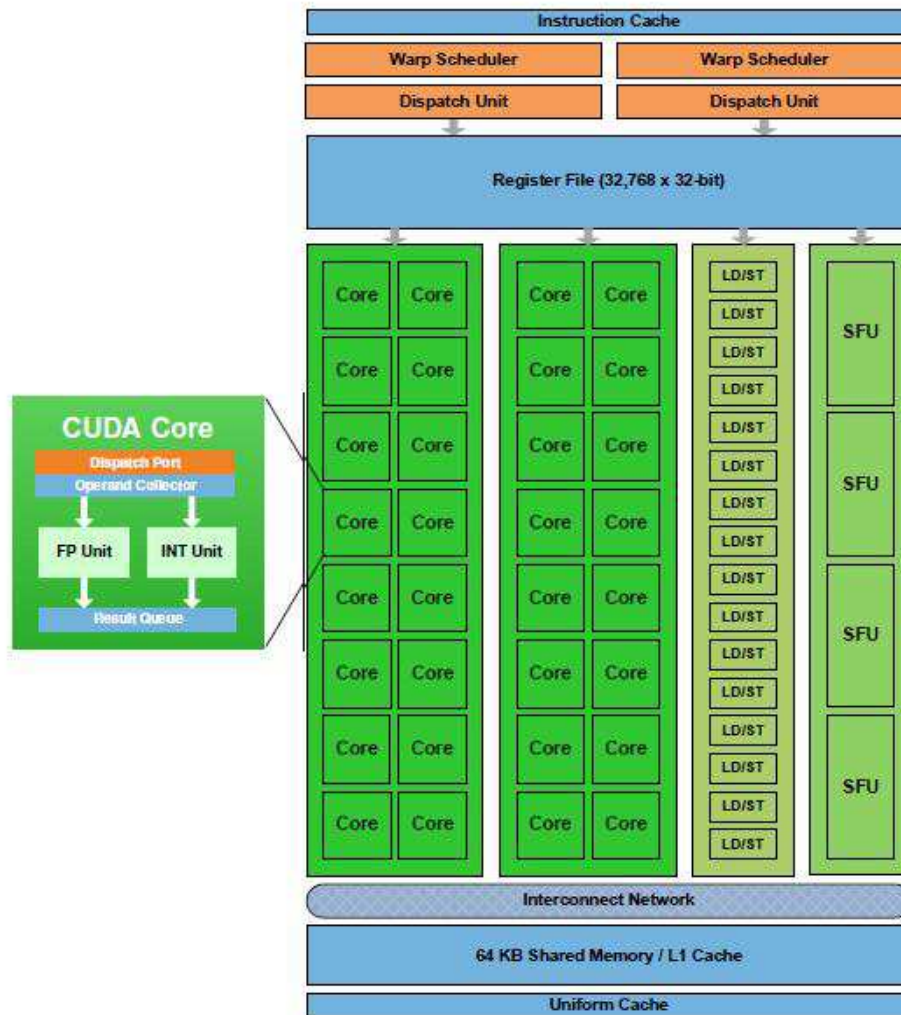 Instruction Cache
Warp Scheduler Warp Scheduler
Dispatch Unit Dispatch Unit
Register File (32,768 x 32-bit)
Core Core Core Core LD/ST
LD/ST
SFU
Core Core Core Core LD/ST
LD/ST
Core Core Core Core LD/ST
LD/ST
SFU
Core Core Core Core LD/ST
LD/ST
Core Core Core Core LD/ST
LD/ST
SFU
Core Core Core Core LD/ST
LD/ST
Core Core Core Core LD/ST
LD/ST
SFU
Core Core Core Core LD/ST
LD/ST
CUDA Core
Dispatch Port
Operand Collector
FP Unit INT Unit
Result Queue
Interconnect Network
64 KB Shared Memory / L1 Cache
Uniform Cache